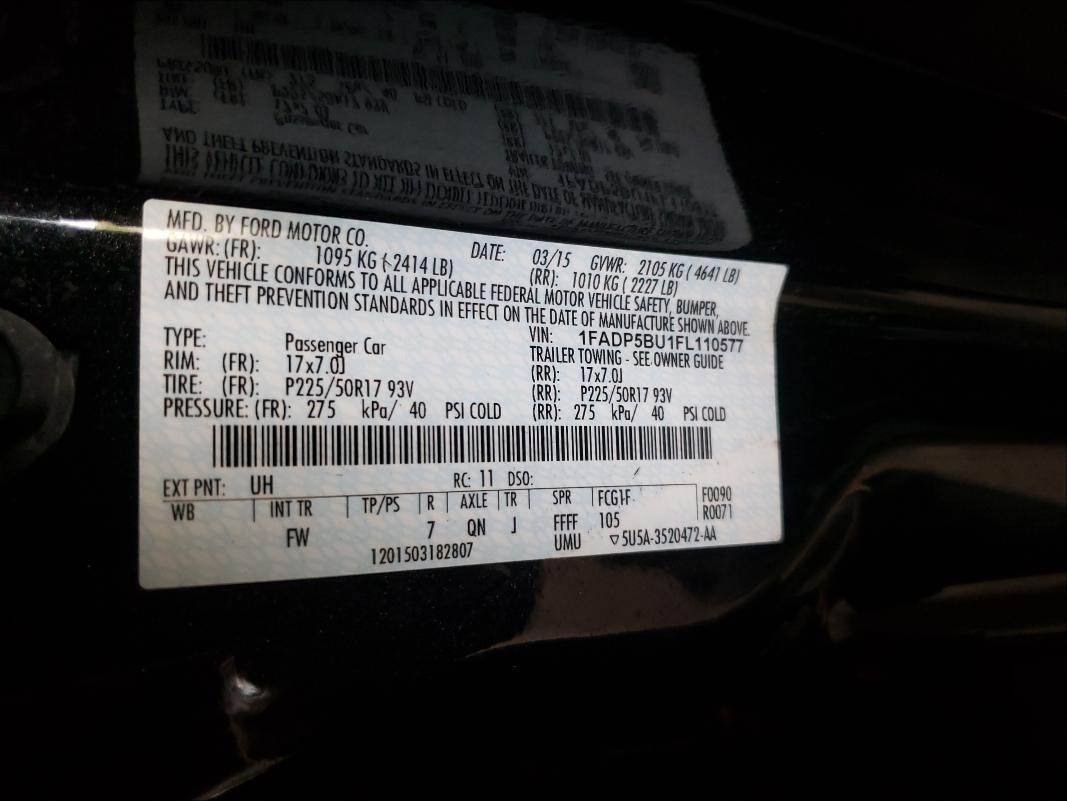 MFD. BY FORD MOTOR CO. DATE: 03/15 GVWR: 2105 KG ( 4641 LB)
GAWR: (FR): 1095 KG ( 2414 LB) (RR): 1010 KG ( 2227 LB)
THIS VEHICLE CONFORMS TO ALL APPLICABLE FEDERAL MOTOR VEHICLE SAFETY, BUMPER,
AND THEFT PREVENTION STANDARDS IN EFFECT ON THE DATE OF MANUFACTURE SHOWN ABOVE.
VIN: 1FADP5BU1FL110577
TYPE: Passenger Car TRAILER TOWING - SEE OWNER GUIDE
RIM: (FR): 17x7.0J (RR): 17x7.0J
TIRE: (FR): P225/50R17 93V (RR): P225/50R17 93V
PRESSURE: (FR): 275 kPa/ 40 PSI COLD (RR): 275 kPa/ 40 PSI COLD
EXT PNT: UH RC: 11 DSO:
WB INT TR TP/PS R AXLE TR SPR FCG1F F0090
FW 7 QN J FFFF 105 R0071
1201503182807 UMU ▽5U5A-3520472-AA